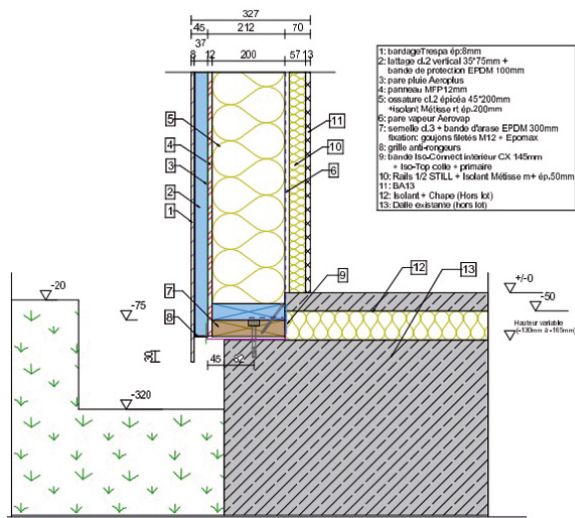 327
45 212 70
37
8 12 200 57 13
1: bardageTrespa ép:8mm
2: lattage cl.2 vertical 35*75mm +
bande de protection EPDM 100mm
3: pare pluie Aeroplus
4: panneau MFP12mm
5: ossature cl.2 épicéa 45*200mm
+isolant Métisse rt ép.200mm
6: pare vapeur Aerovap
7: semelle cl.3 + bande d'arase EPDM 300mm
fixation: goujons filetés M12 + Epomax
8: grille anti-rongeurs
9: bande Iso-Connect intérieur CX 145mm
+ Iso-Top colle + primaire
10: Rails 1/2 STILL + Isolant Métisse m+ ép.50mm
11: BA13
12: Isolant + Chape (Hors lot)
13: Dalle existante (hors lot)
5
11
4
10
3
6
2
1
12
13
9
7
8
-20
-75
+/-0
-50
Hauteur variable
(-130mm à -165mm)
45 82
-320